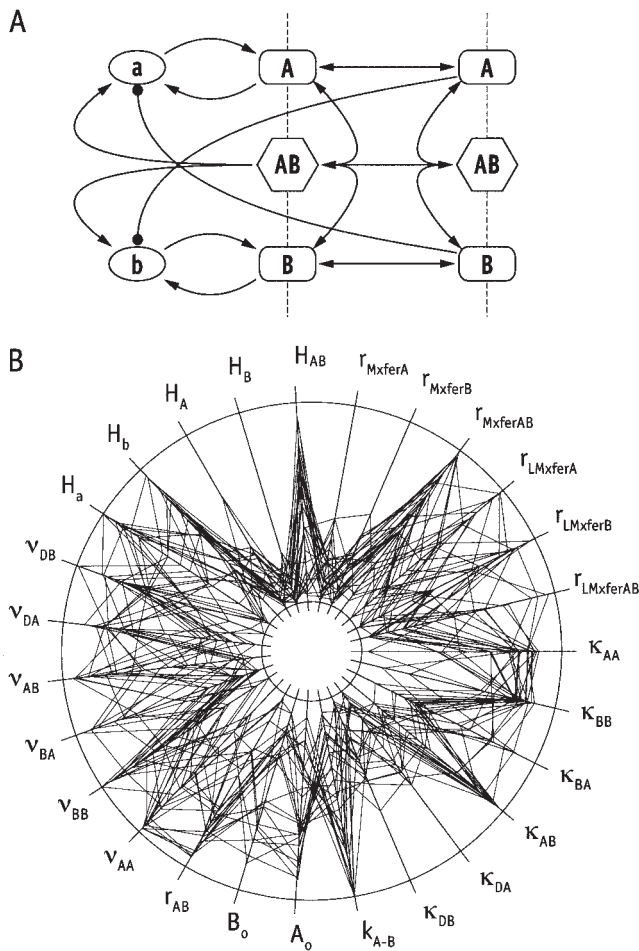 A
a A A
AB AB
b B B
B
H_AB
r_MxferA
r_MxferB
r_MxferAB
r_LMxferA
r_LMxferB
r_LMxferAB
κ_AA
κ_BB
κ_BA
κ_AB
κ_DA
κ_DB
k_A-B
A_o
B_o
r_AB
ν_AA
ν_BB
ν_BA
ν_AB
ν_DA
ν_DB
H_a
H_b
H_A
H_B